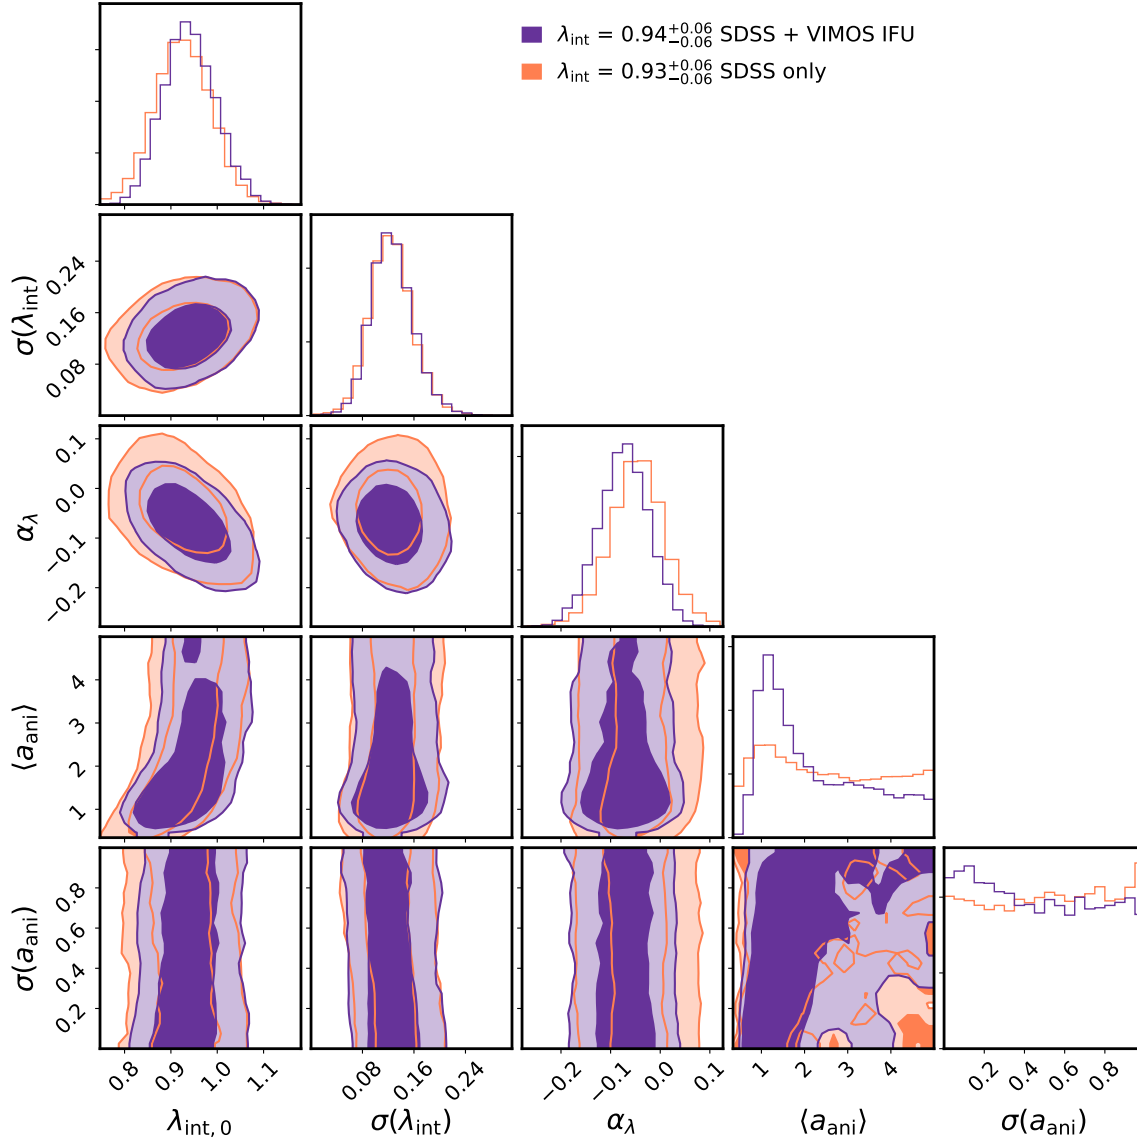 λint = 0.94+0.06−0.06 SDSS + VIMOS IFU
λint = 0.93+0.06−0.06 SDSS only
σ(λint)
0.24
0.16
0.08
αλ
0.1
0.0
−0.1
−0.2
⟨aani⟩
4
3
2
1
σ(aani)
0.8
0.6
0.4
0.2
0.8 0.9 1.0 1.1 0.08 0.16 0.24 −0.2 −0.1 0.0 0.1 1 2 3 4 0.2 0.4 0.6 0.8
λint, 0 σ(λint) αλ ⟨aani⟩ σ(aani)